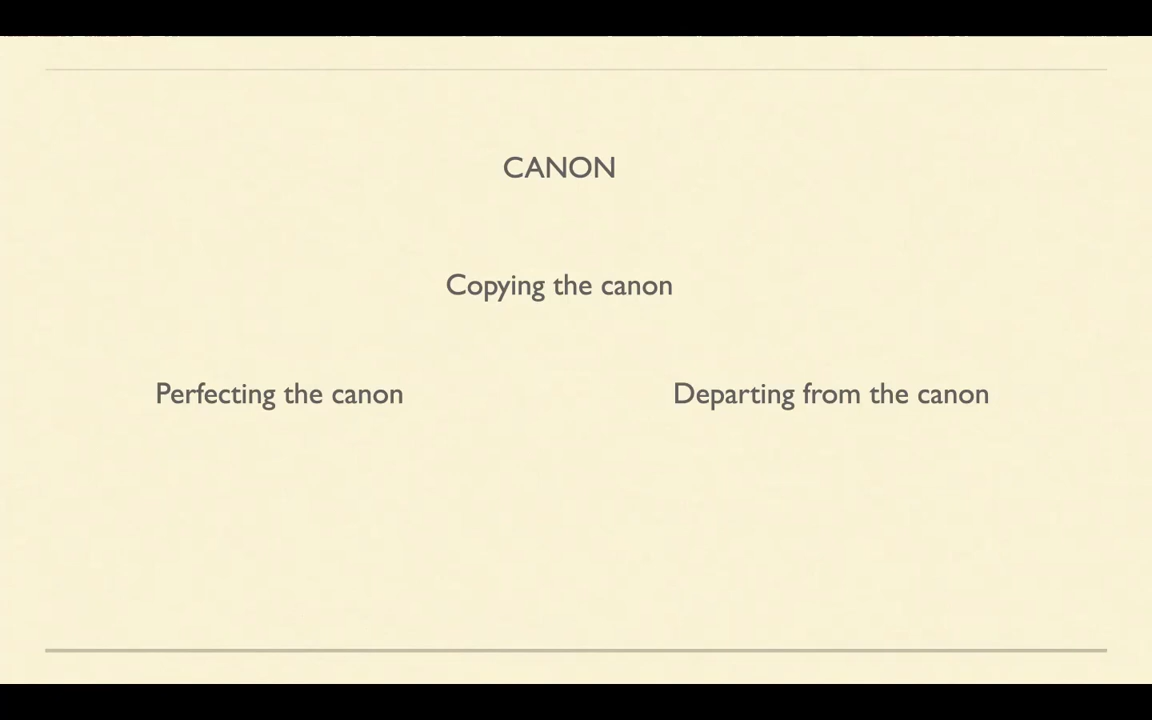 CANON
Copying the canon
Perfecting the canon
Departing from the canon